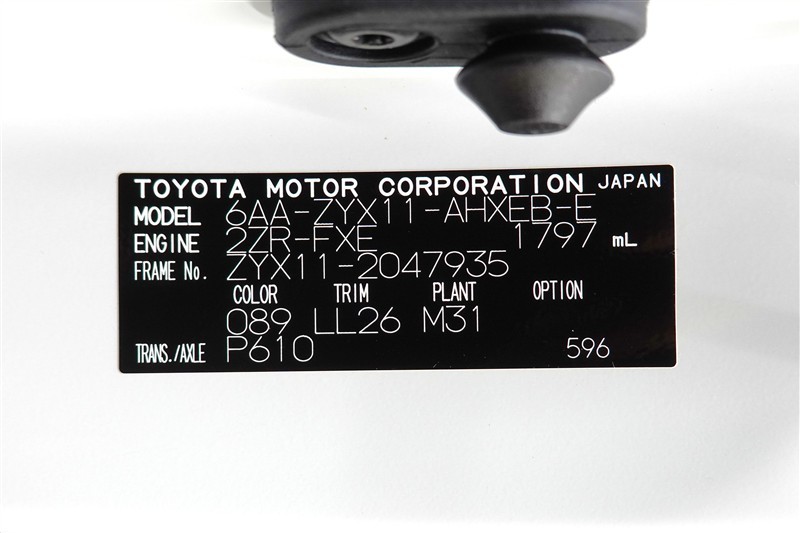 TOYOTA MOTOR CORPORATION JAPAN
MODEL 6AA-ZYX11-AHXEB-E
ENGINE 2ZR-FXE 1797 mL
FRAME No. ZYX11-2047935
COLOR TRIM PLANT OPTION
089 LL26 M31
TRANS./AXLE P610 596